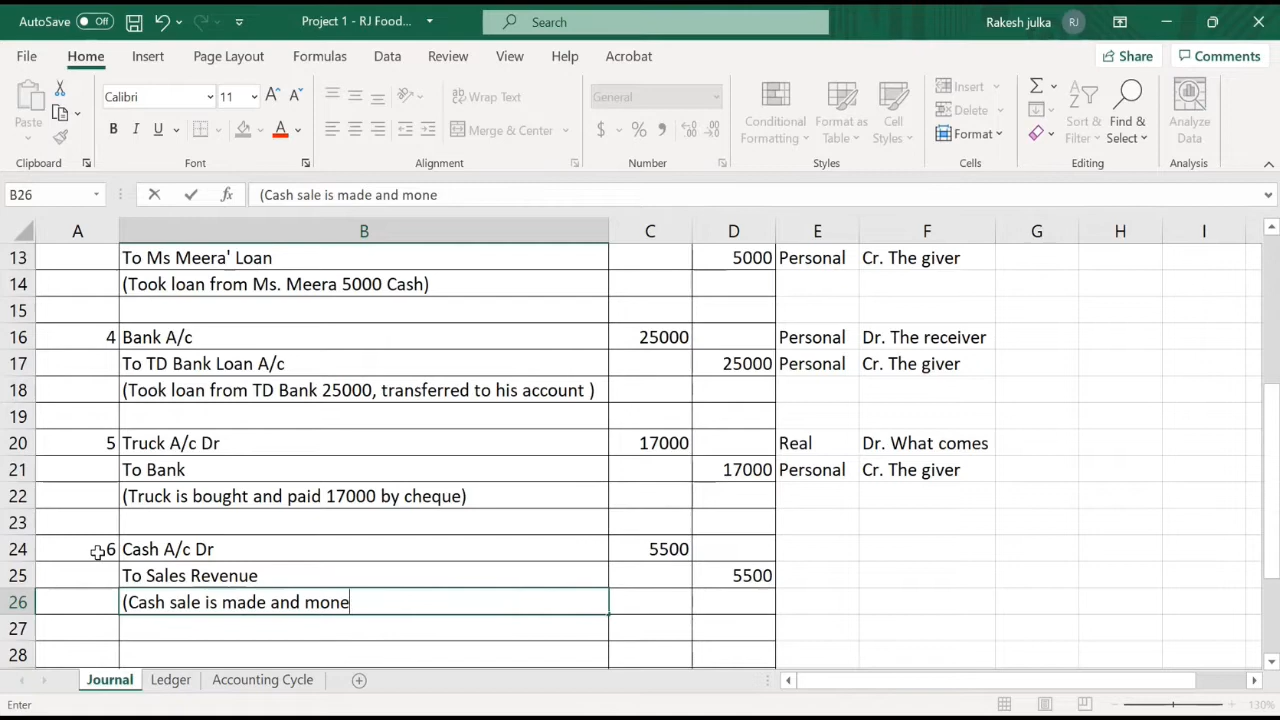 AutoSave Off Project 1 - RJ Food... Search Rakesh julka RJ
File Home Insert Page Layout Formulas Data Review View Help Acrobat Share Comments
Paste Calibri 11 A A Wrap Text General Conditional Formatting Format as Table Cell Styles Insert Sort & Filter Find & Select Analyze Data
B I U A Merge & Center $ % Delete
Format
Clipboard Font Alignment Number Styles Cells Editing Analysis
B26 fx (Cash sale is made and mone
A B C D E F G H I
13 To Ms Meera' Loan 5000 Personal Cr. The giver
14 (Took loan from Ms. Meera 5000 Cash)
15
16 4 Bank A/c 25000 Personal Dr. The receiver
17 To TD Bank Loan A/c 25000 Personal Cr. The giver
18 (Took loan from TD Bank 25000, transferred to his account )
19
20 5 Truck A/c Dr 17000 Real Dr. What comes
21 To Bank 17000 Personal Cr. The giver
22 (Truck is bought and paid 17000 by cheque)
23
24 6 Cash A/c Dr 5500
25 To Sales Revenue 5500
26 (Cash sale is made and mone
27
28
Journal Ledger Accounting Cycle
Enter 130%